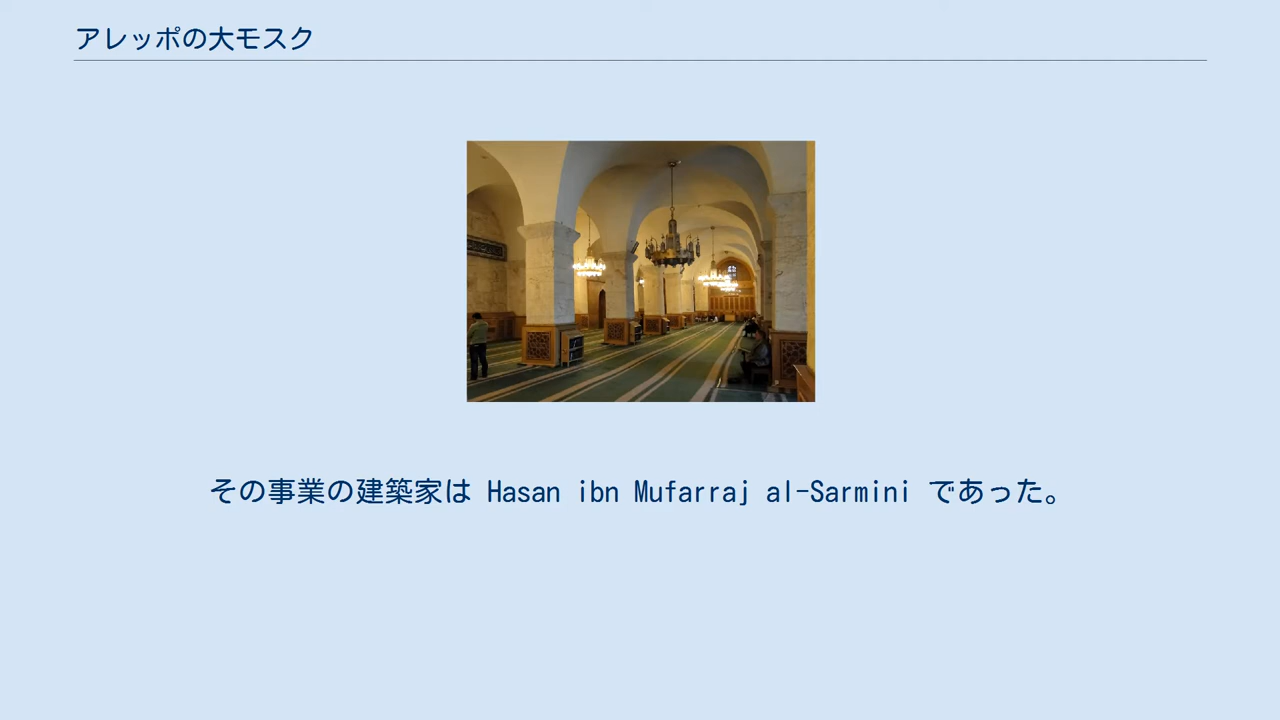 アレッポの大モスク
その事業の建築家は Hasan ibn Mufarraj al-Sarmini であった。